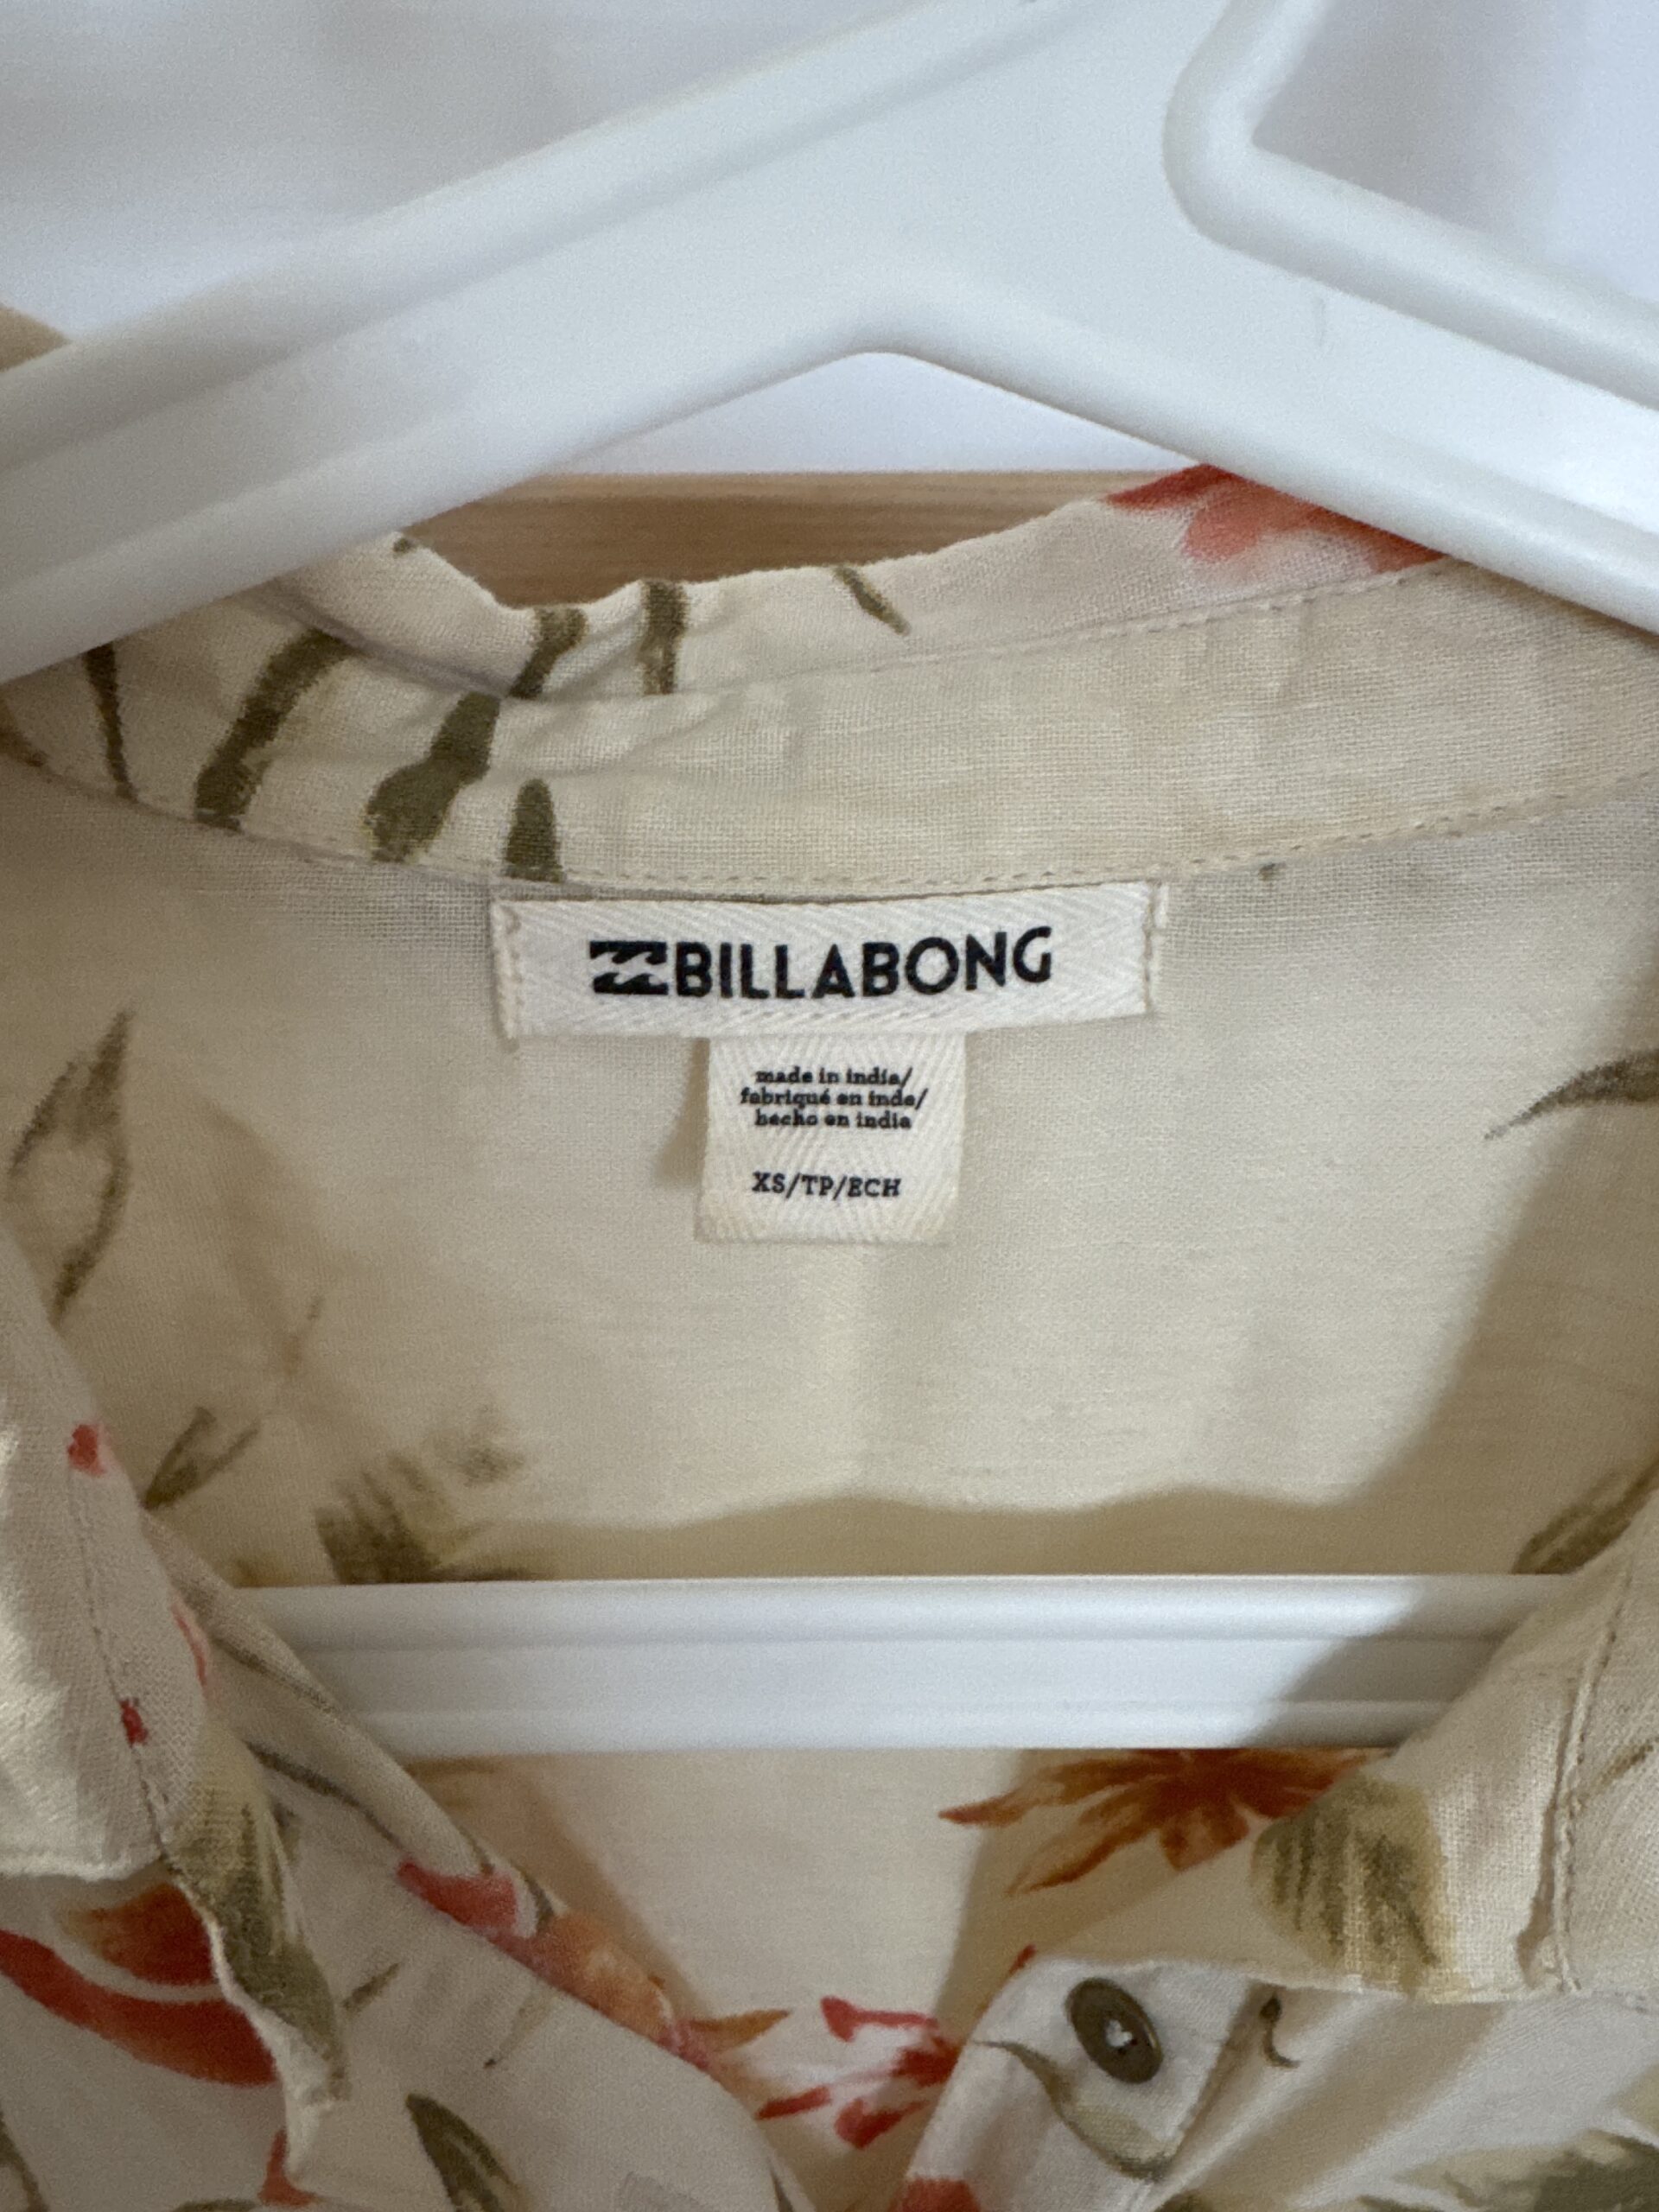 BILLABONG
made in india/
fabriqué en inde/
hecho en india
XS/TP/ECH